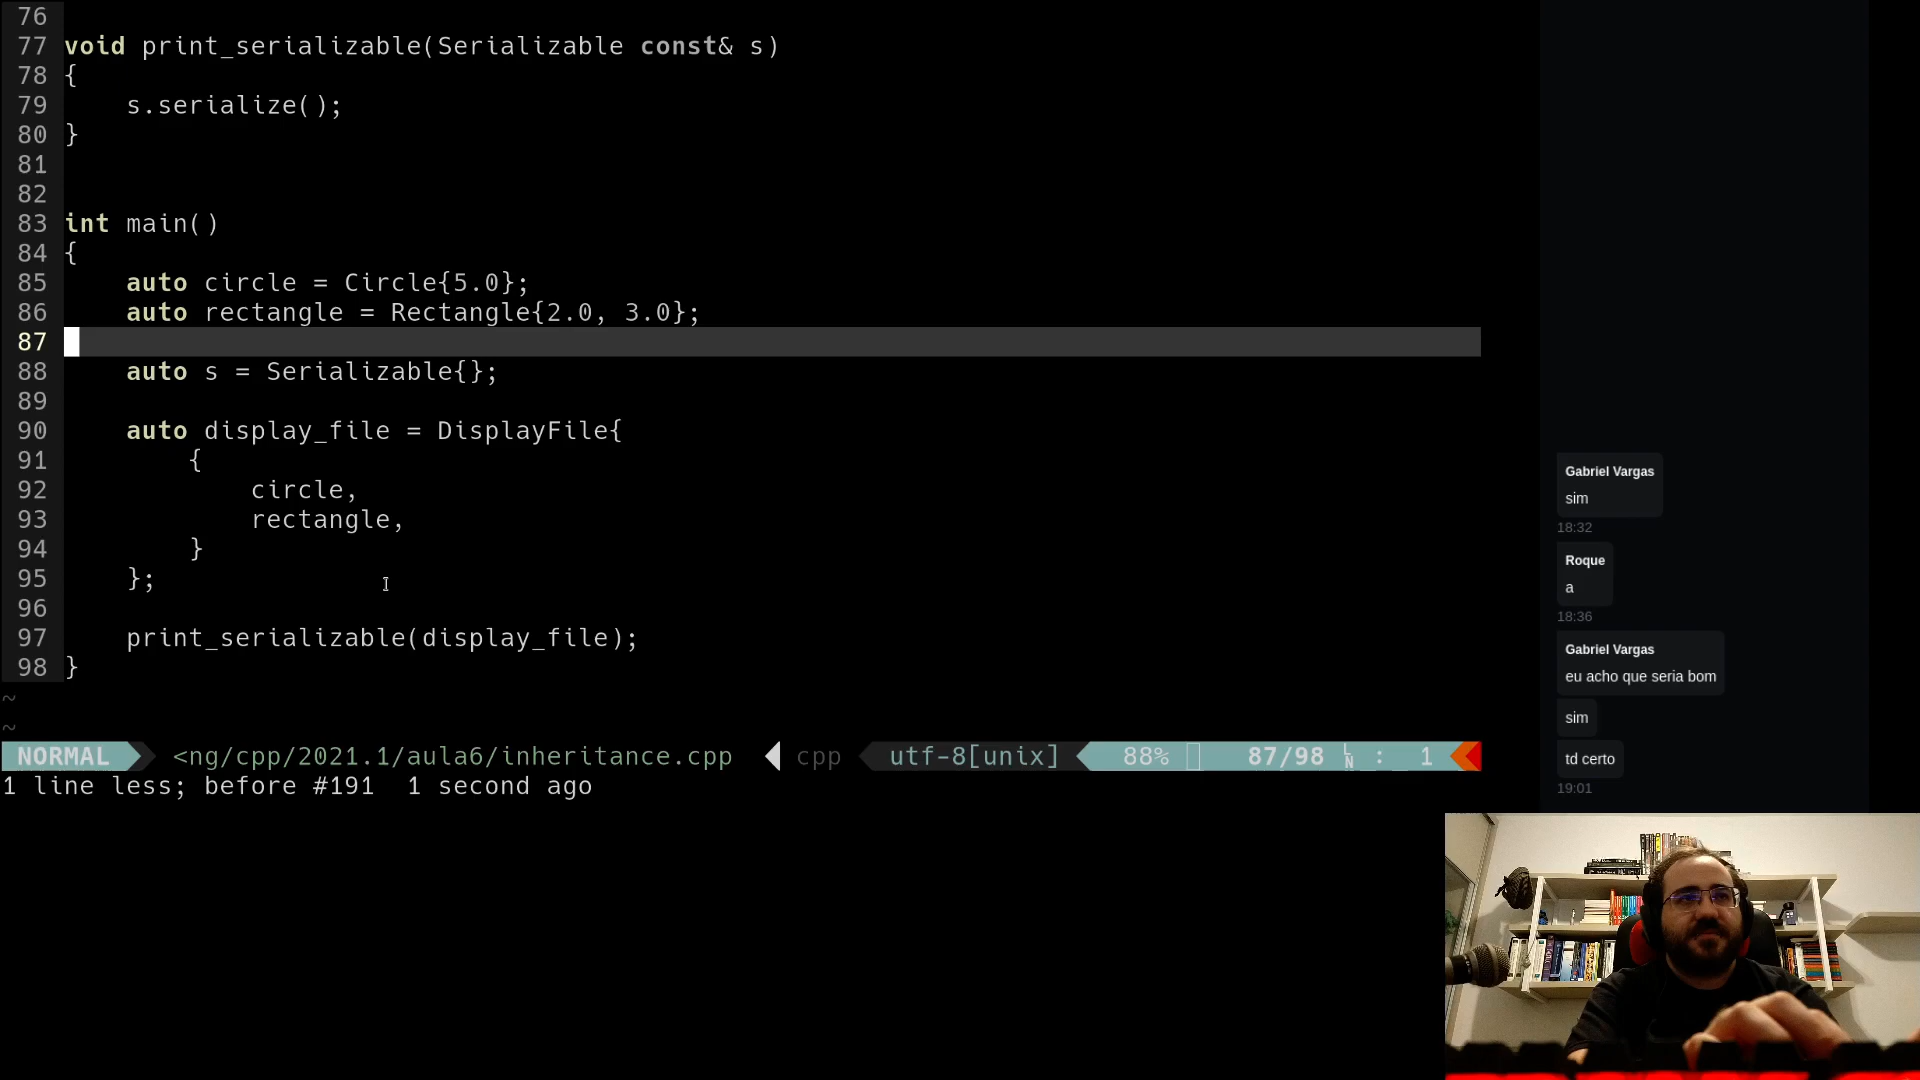 76
77 void print_serializable(Serializable const& s)
78 {
79     s.serialize();
80 }
81
82
83 int main()
84 {
85     auto circle = Circle{5.0};
86     auto rectangle = Rectangle{2.0, 3.0};
87
88     auto s = Serializable{};
89
90     auto display_file = DisplayFile{
91         {
92             circle,
93             rectangle,
94         }
95     };
96
97     print_serializable(display_file);
98 }
~
~
NORMAL <ng/cpp/2021.1/aula6/inheritance.cpp cpp utf-8[unix] 88% 87/98 LN : 1
1 line less; before #191 1 second ago
Gabriel Vargas
sim
18:32
Roque
a
18:36
Gabriel Vargas
eu acho que seria bom
sim
td certo
19:01